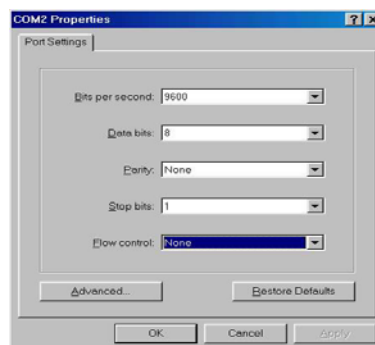 COM2 Properties
Port Settings
Bits per second: 9600
Data bits: 8
Parity: None
Stop bits: 1
Flow control: None
Advanced...
Restore Defaults
OK Cancel Apply